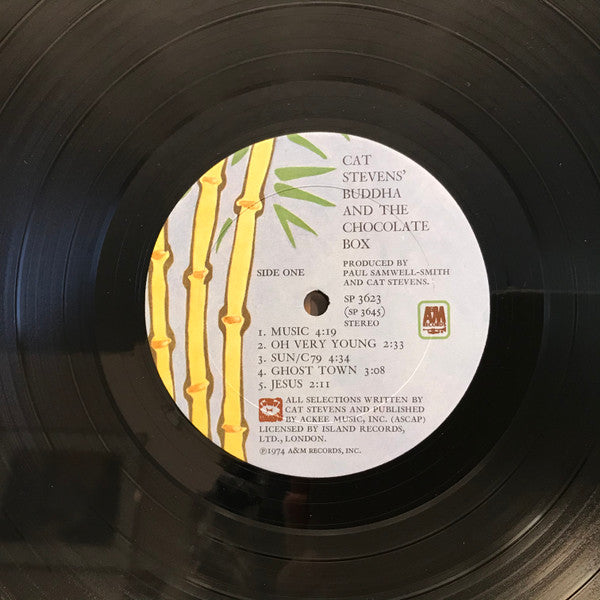 CAT
STEVENS'
BUDDHA
AND THE
CHOCOLATE
BOX
SIDE ONE
PRODUCED BY
PAUL SAMWELL-SMITH
AND CAT STEVENS.
SP 3623
(SP 3645)
STEREO
A&M
RECORDS
1. MUSIC 4:19
2. OH VERY YOUNG 2:33
3. SUN/C79 4:34
4. GHOST TOWN 3:08
5. JESUS 2:11
ALL SELECTIONS WRITTEN BY
CAT STEVENS AND PUBLISHED
BY ACKEE MUSIC, INC. (ASCAP)
LICENSED BY ISLAND RECORDS,
LTD., LONDON.
℗1974 A&M RECORDS, INC.